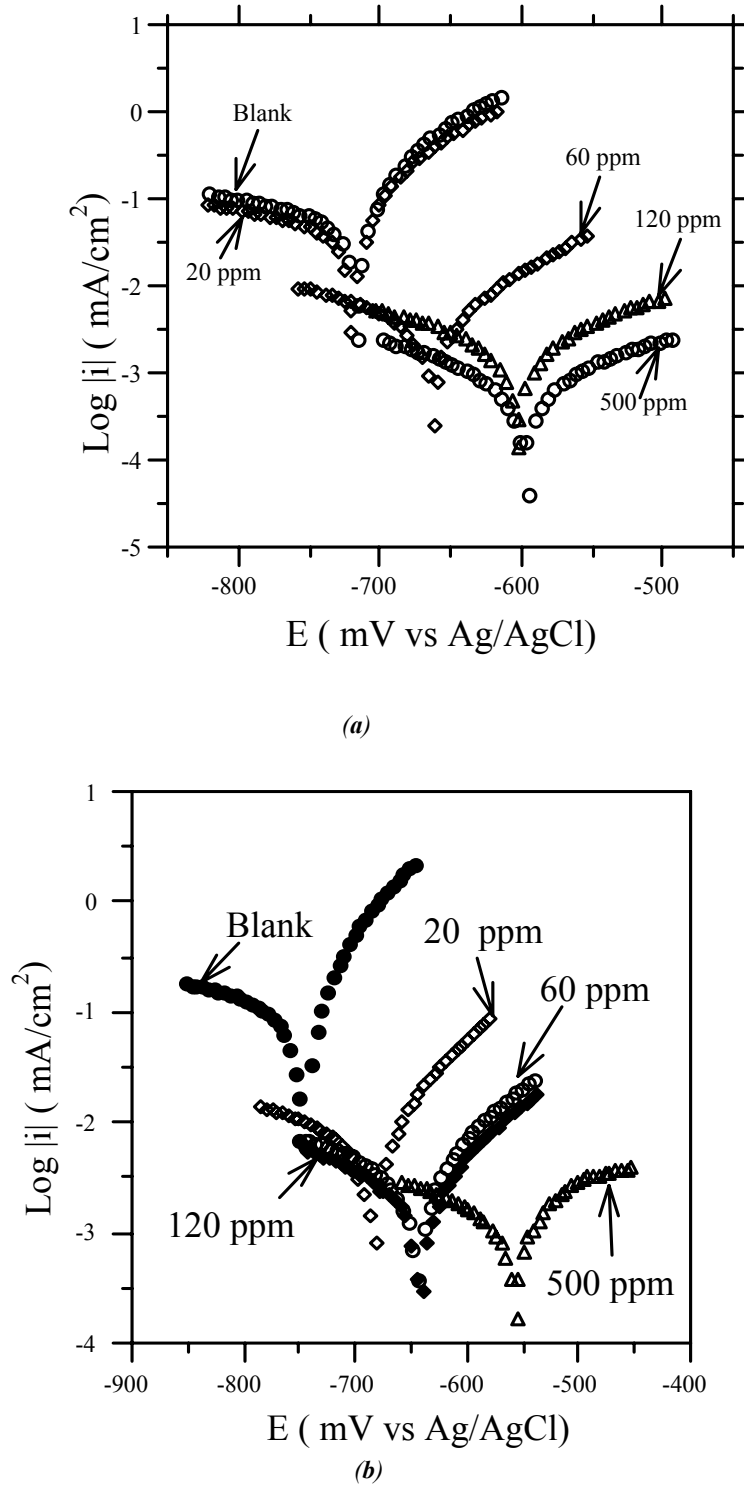 1
0
-1
-2
-3
-4
-5
Log |i| ( mA/cm²)
Blank
20 ppm
60 ppm
120 ppm
500 ppm
-800
-700
-600
-500
E ( mV vs Ag/AgCl)
(a)
1
0
-1
-2
-3
-4
Log |i| ( mA/cm²)
Blank
20 ppm
60 ppm
120 ppm
500 ppm
-900
-800
-700
-600
-500
-400
E ( mV vs Ag/AgCl)
(b)